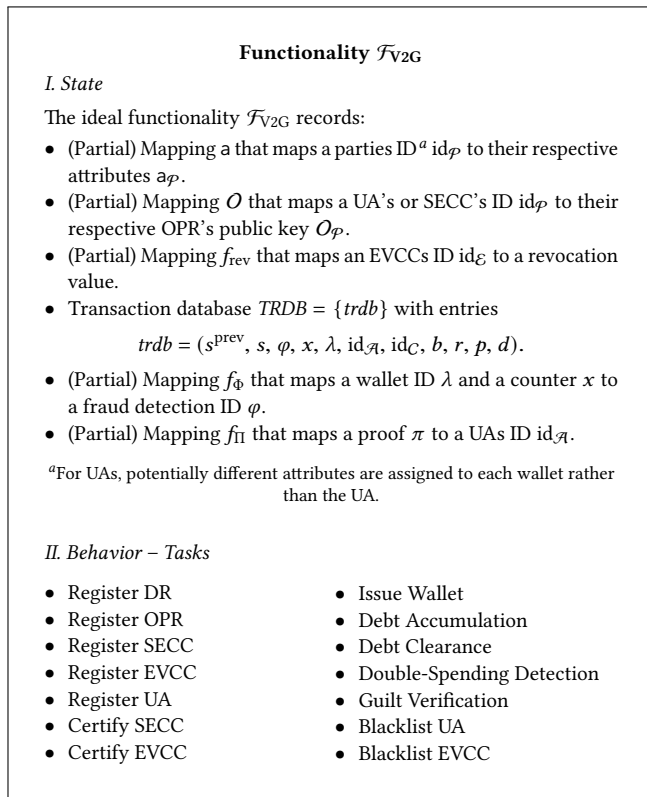 Functionality 𝓕V2G
I. State
The ideal functionality 𝓕V2G records:
• (Partial) Mapping a that maps a parties ID^a id𝒫 to their respective
attributes a𝒫.
• (Partial) Mapping 𝒪 that maps a UA's or SECC's ID id𝒫 to their
respective OPR's public key 𝒪𝒫.
• (Partial) Mapping f_rev that maps an EVCCs ID idℰ to a revocation
value.
• Transaction database TRDB = {trdb} with entries
trdb = (s^prev, s, φ, x, λ, id𝒜, id𝒞, b, r, p, d).
• (Partial) Mapping f_Φ that maps a wallet ID λ and a counter x to
a fraud detection ID φ.
• (Partial) Mapping f_Π that maps a proof π to a UAs ID id𝒜.
^a For UAs, potentially different attributes are assigned to each wallet rather
than the UA.
II. Behavior – Tasks
• Register DR
• Register OPR
• Register SECC
• Register EVCC
• Register UA
• Certify SECC
• Certify EVCC
• Issue Wallet
• Debt Accumulation
• Debt Clearance
• Double-Spending Detection
• Guilt Verification
• Blacklist UA
• Blacklist EVCC